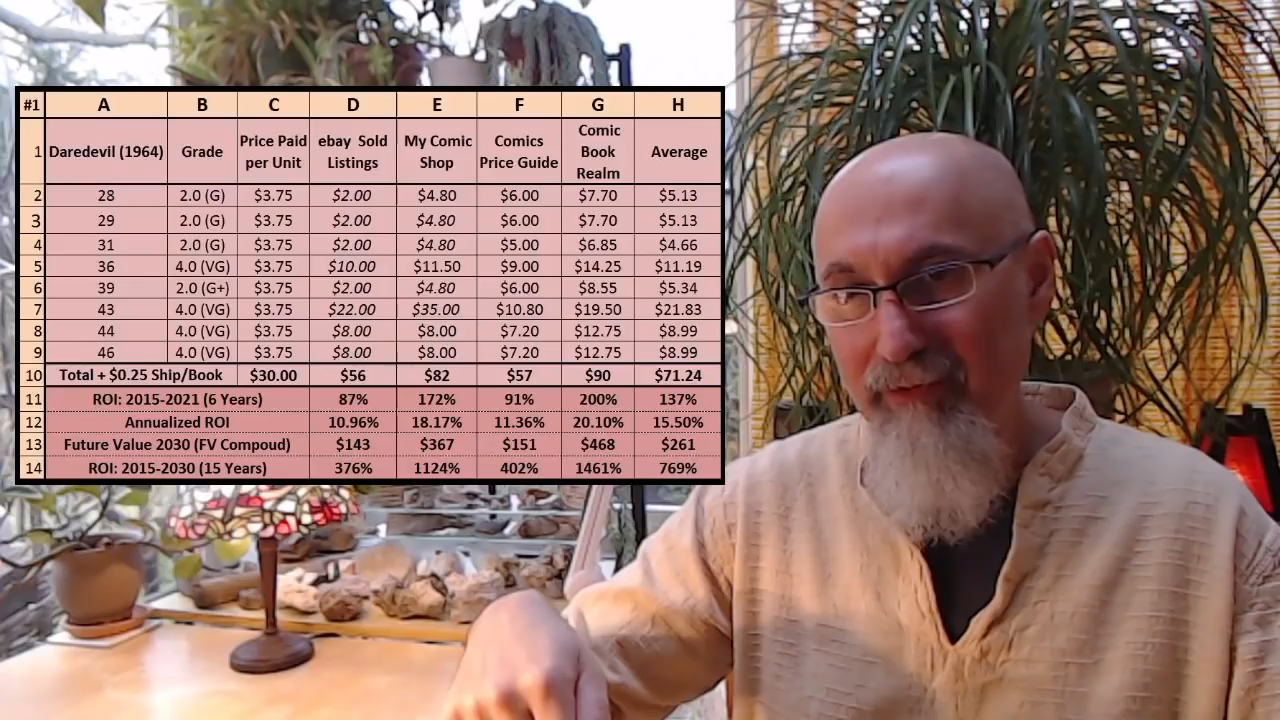 #1 A B C D E F G H
1 Daredevil (1964) Grade Price Paid per Unit ebay Sold Listings My Comic Shop Comics Price Guide Comic Book Realm Average
2 28 2.0 (G) $3.75 $2.00 $4.80 $6.00 $7.70 $5.13
3 29 2.0 (G) $3.75 $2.00 $4.80 $6.00 $7.70 $5.13
4 31 2.0 (G) $3.75 $2.00 $4.80 $5.00 $6.85 $4.66
5 36 4.0 (VG) $3.75 $10.00 $11.50 $9.00 $14.25 $11.19
6 39 2.0 (G+) $3.75 $2.00 $4.80 $6.00 $8.55 $5.34
7 43 4.0 (VG) $3.75 $22.00 $35.00 $10.80 $19.50 $21.83
8 44 4.0 (VG) $3.75 $8.00 $8.00 $7.20 $12.75 $8.99
9 46 4.0 (VG) $3.75 $8.00 $8.00 $7.20 $12.75 $8.99
10 Total + $0.25 Ship/Book $30.00 $56 $82 $57 $90 $71.24
11 ROI: 2015-2021 (6 Years) 87% 172% 91% 200% 137%
12 Annualized ROI 10.96% 18.17% 11.36% 20.10% 15.50%
13 Future Value 2030 (FV Compoud) $143 $367 $151 $468 $261
14 ROI: 2015-2030 (15 Years) 376% 1124% 402% 1461% 769%